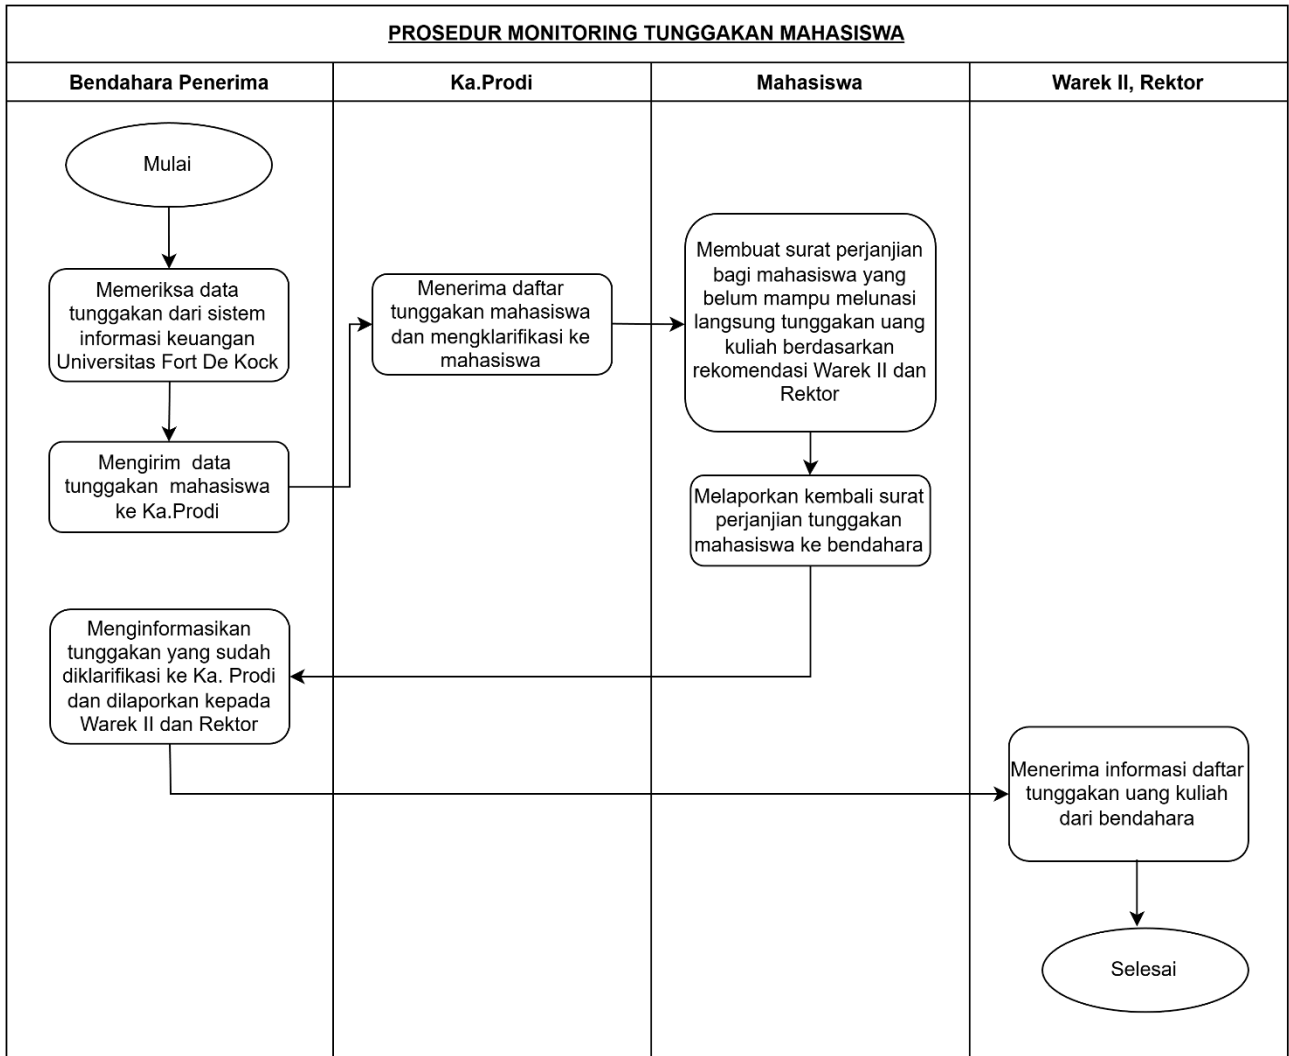 PROSEDUR MONITORING TUNGGAKAN MAHASISWA
Bendahara Penerima
Ka.Prodi
Mahasiswa
Warek II, Rektor
Mulai
Memeriksa data
tunggakan dari sistem
informasi keuangan
Universitas Fort De Kock
Mengirim data
tunggakan mahasiswa
ke Ka.Prodi
Menerima daftar
tunggakan mahasiswa
dan mengklarifikasi ke
mahasiswa
Membuat surat perjanjian
bagi mahasiswa yang
belum mampu melunasi
langsung tunggakan uang
kuliah berdasarkan
rekomendasi Warek II dan
Rektor
Melaporkan kembali surat
perjanjian tunggakan
mahasiswa ke bendahara
Menginformasikan
tunggakan yang sudah
diklarifikasi ke Ka. Prodi
dan dilaporkan kepada
Warek II dan Rektor
Menerima informasi daftar
tunggakan uang kuliah
dari bendahara
Selesai